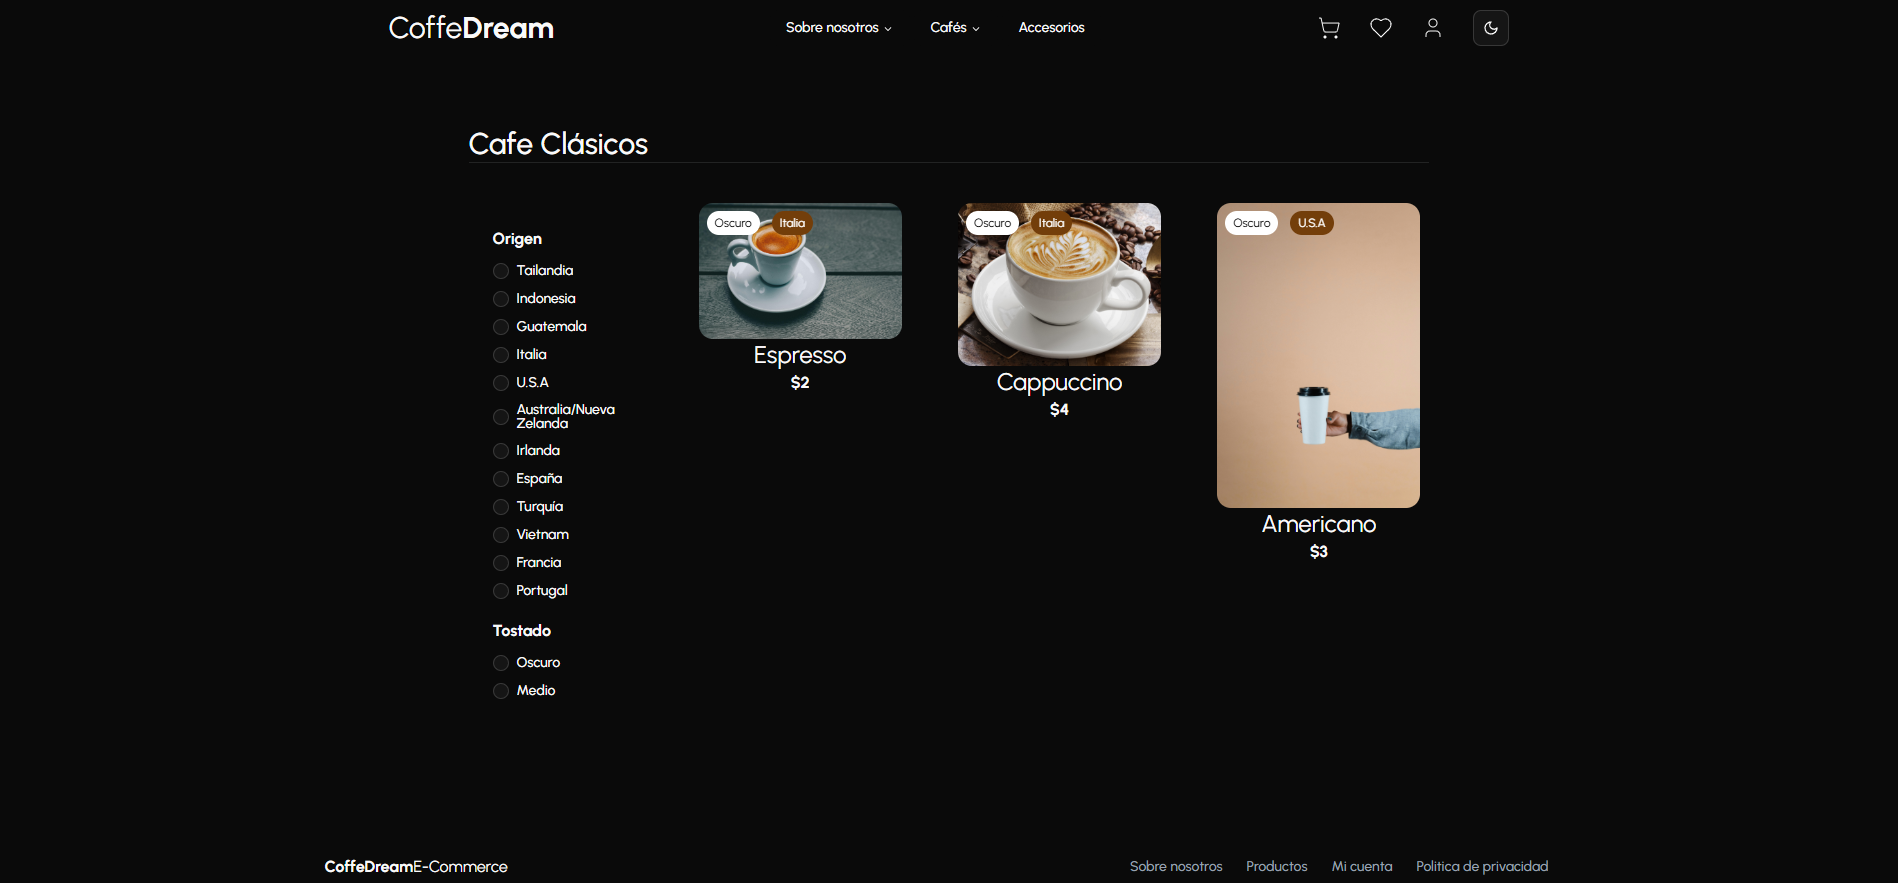 CoffeDream
Sobre nosotros
Cafés
Accesorios
Cafe Clásicos
Origen
Tailandia
Indonesia
Guatemala
Italia
U.S.A
Australia/Nueva
Zelanda
Irlanda
España
Turquía
Vietnam
Francia
Portugal
Tostado
Oscuro
Medio
Oscuro
Italia
Espresso
$2
Oscuro
Italia
Cappuccino
$4
Oscuro
U.S.A
Americano
$3
CoffeDreamE-Commerce
Sobre nosotros
Productos
Mi cuenta
Politica de privacidad